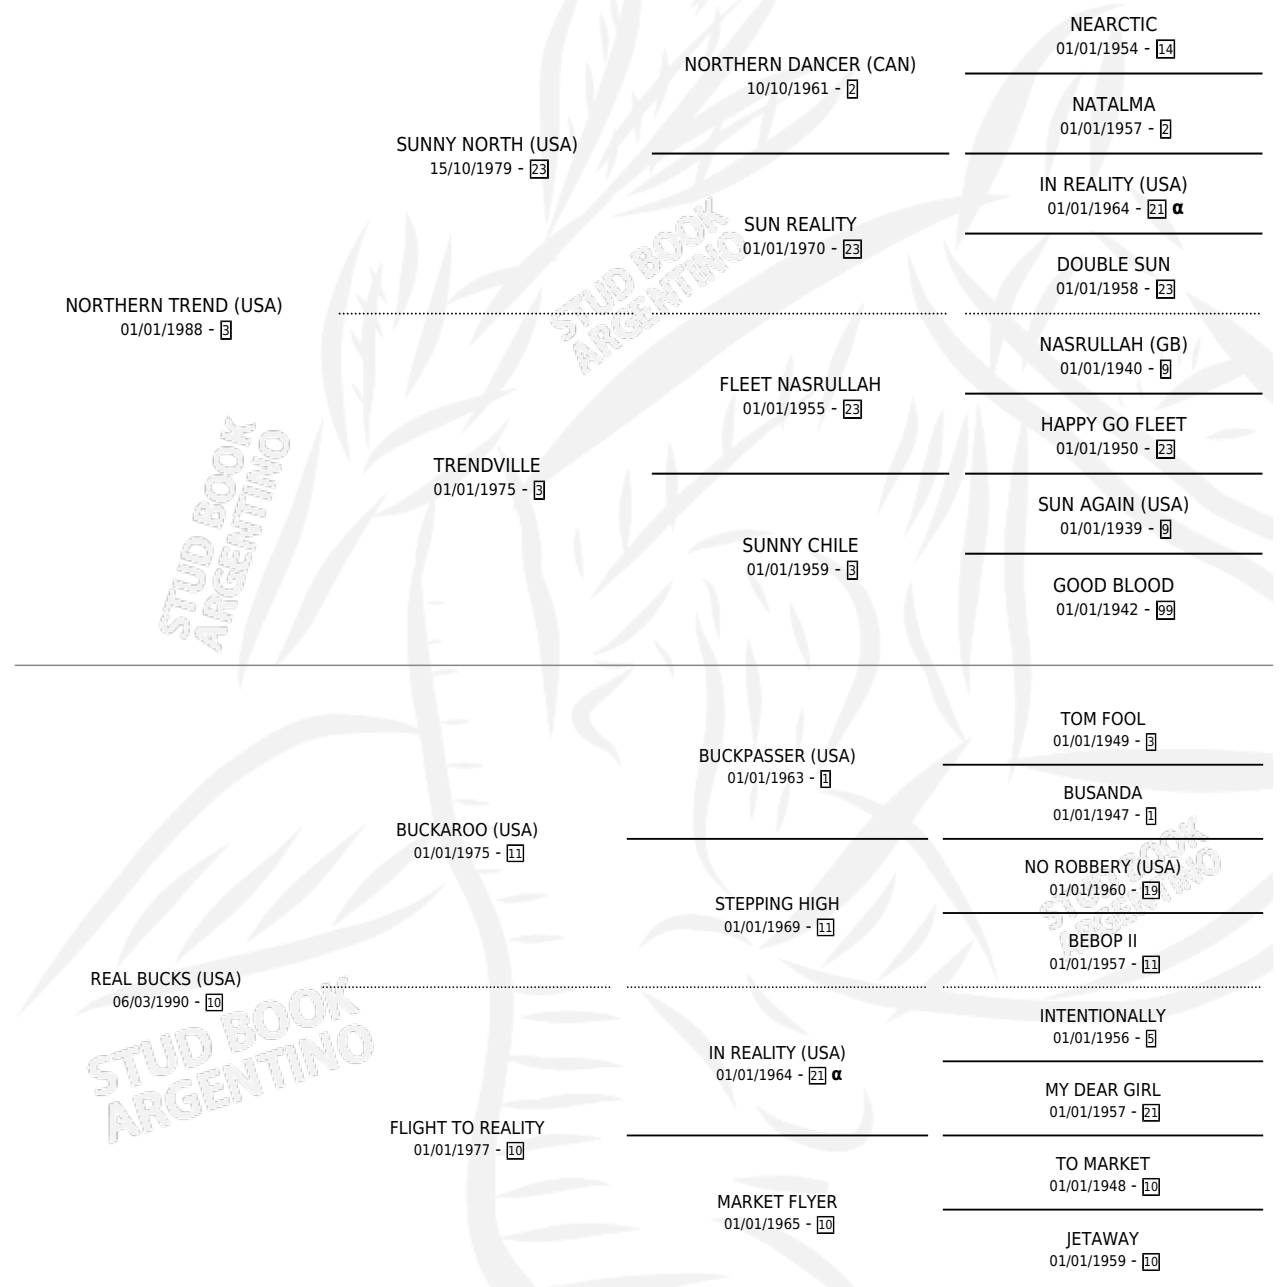 NEARCTIC
01/01/1954 - 14
NORTHERN DANCER (CAN)
10/10/1961 - 2
NATALMA
01/01/1957 - 2
SUNNY NORTH (USA)
15/10/1979 - 23
IN REALITY (USA)
01/01/1964 - 21 α
SUN REALITY
01/01/1970 - 23
DOUBLE SUN
01/01/1958 - 23
NORTHERN TREND (USA)
01/01/1988 - 3
NASRULLAH (GB)
01/01/1940 - 9
FLEET NASRULLAH
01/01/1955 - 23
HAPPY GO FLEET
01/01/1950 - 23
TRENDVILLE
01/01/1975 - 3
SUN AGAIN (USA)
01/01/1939 - 9
SUNNY CHILE
01/01/1959 - 3
GOOD BLOOD
01/01/1942 - 99
STUD BOOK
ARGENTINO
STUD BOOK
ARGENTINO
TOM FOOL
01/01/1949 - 3
BUCKPASSER (USA)
01/01/1963 - 1
BUSANDA
01/01/1947 - 1
BUCKAROO (USA)
01/01/1975 - 11
NO ROBBERY (USA)
01/01/1960 - 19
STEPPING HIGH
01/01/1969 - 11
BEBOP II
01/01/1957 - 11
REAL BUCKS (USA)
06/03/1990 - 10
INTENTIONALLY
01/01/1956 - 5
IN REALITY (USA)
01/01/1964 - 21 α
MY DEAR GIRL
01/01/1957 - 21
FLIGHT TO REALITY
01/01/1977 - 10
TO MARKET
01/01/1948 - 10
MARKET FLYER
01/01/1965 - 10
JETAWAY
01/01/1959 - 10
STUD BOOK
ARGENTINO
STUD BOOK
ARGENTINO